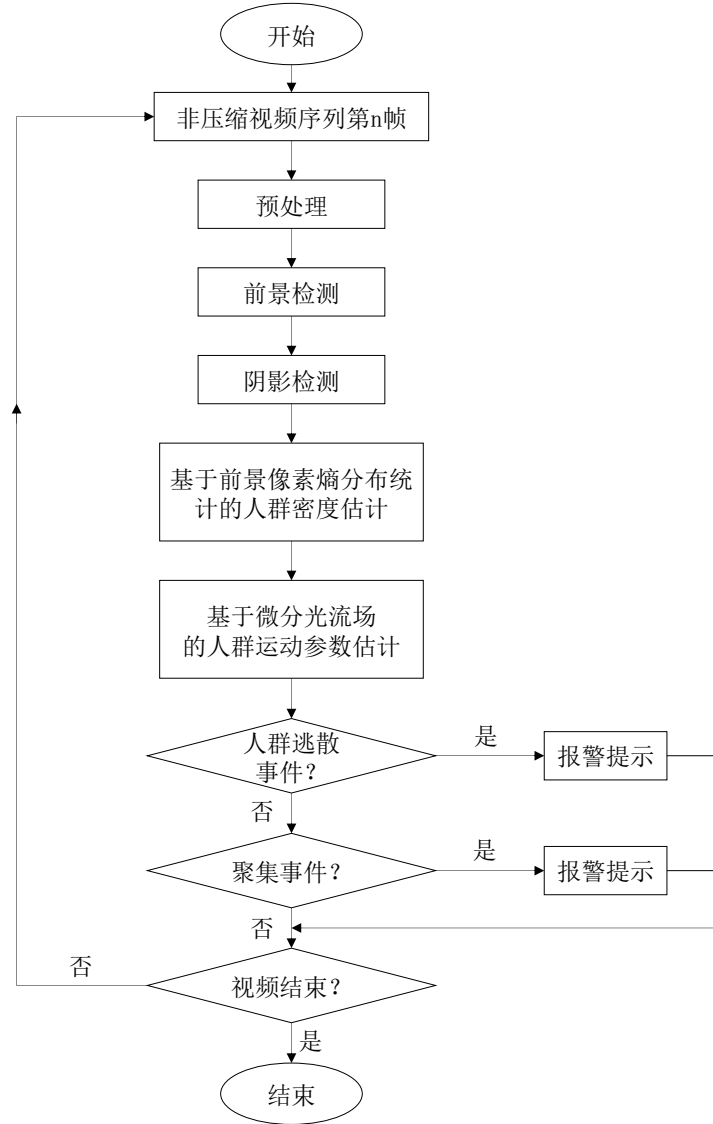 开始
非压缩视频序列第n帧
预处理
前景检测
阴影检测
基于前景像素熵分布统
计的人群密度估计
基于微分光流场
的人群运动参数估计
人群逃散
事件?
是
报警提示
否
聚集事件?
是
报警提示
否
视频结束?
否
是
结束